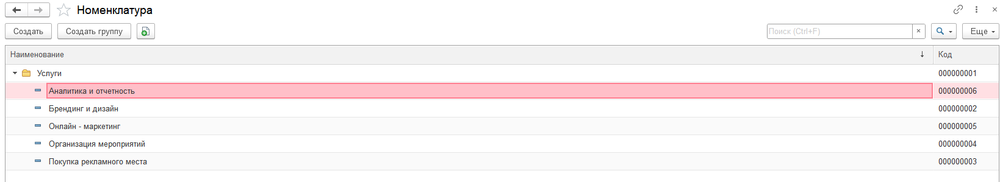 Номенклатура
Создать Создать группу Поиск (Ctrl+F) × Еще
Наименование ↓ Код
Услуги 000000001
Аналитика и отчетность 000000006
Брендинг и дизайн 000000002
Онлайн - маркетинг 000000005
Организация мероприятий 000000004
Покупка рекламного места 000000003